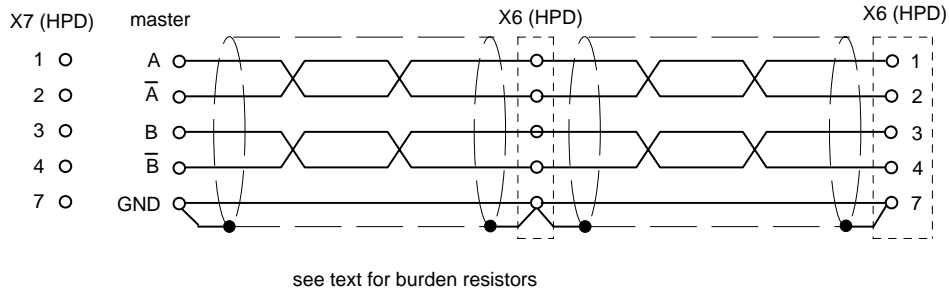 X7 (HPD) master X6 (HPD) X6 (HPD)
1 A 1
2 A̅ 2
3 B 3
4 B̅ 4
7 GND 7
see text for burden resistors